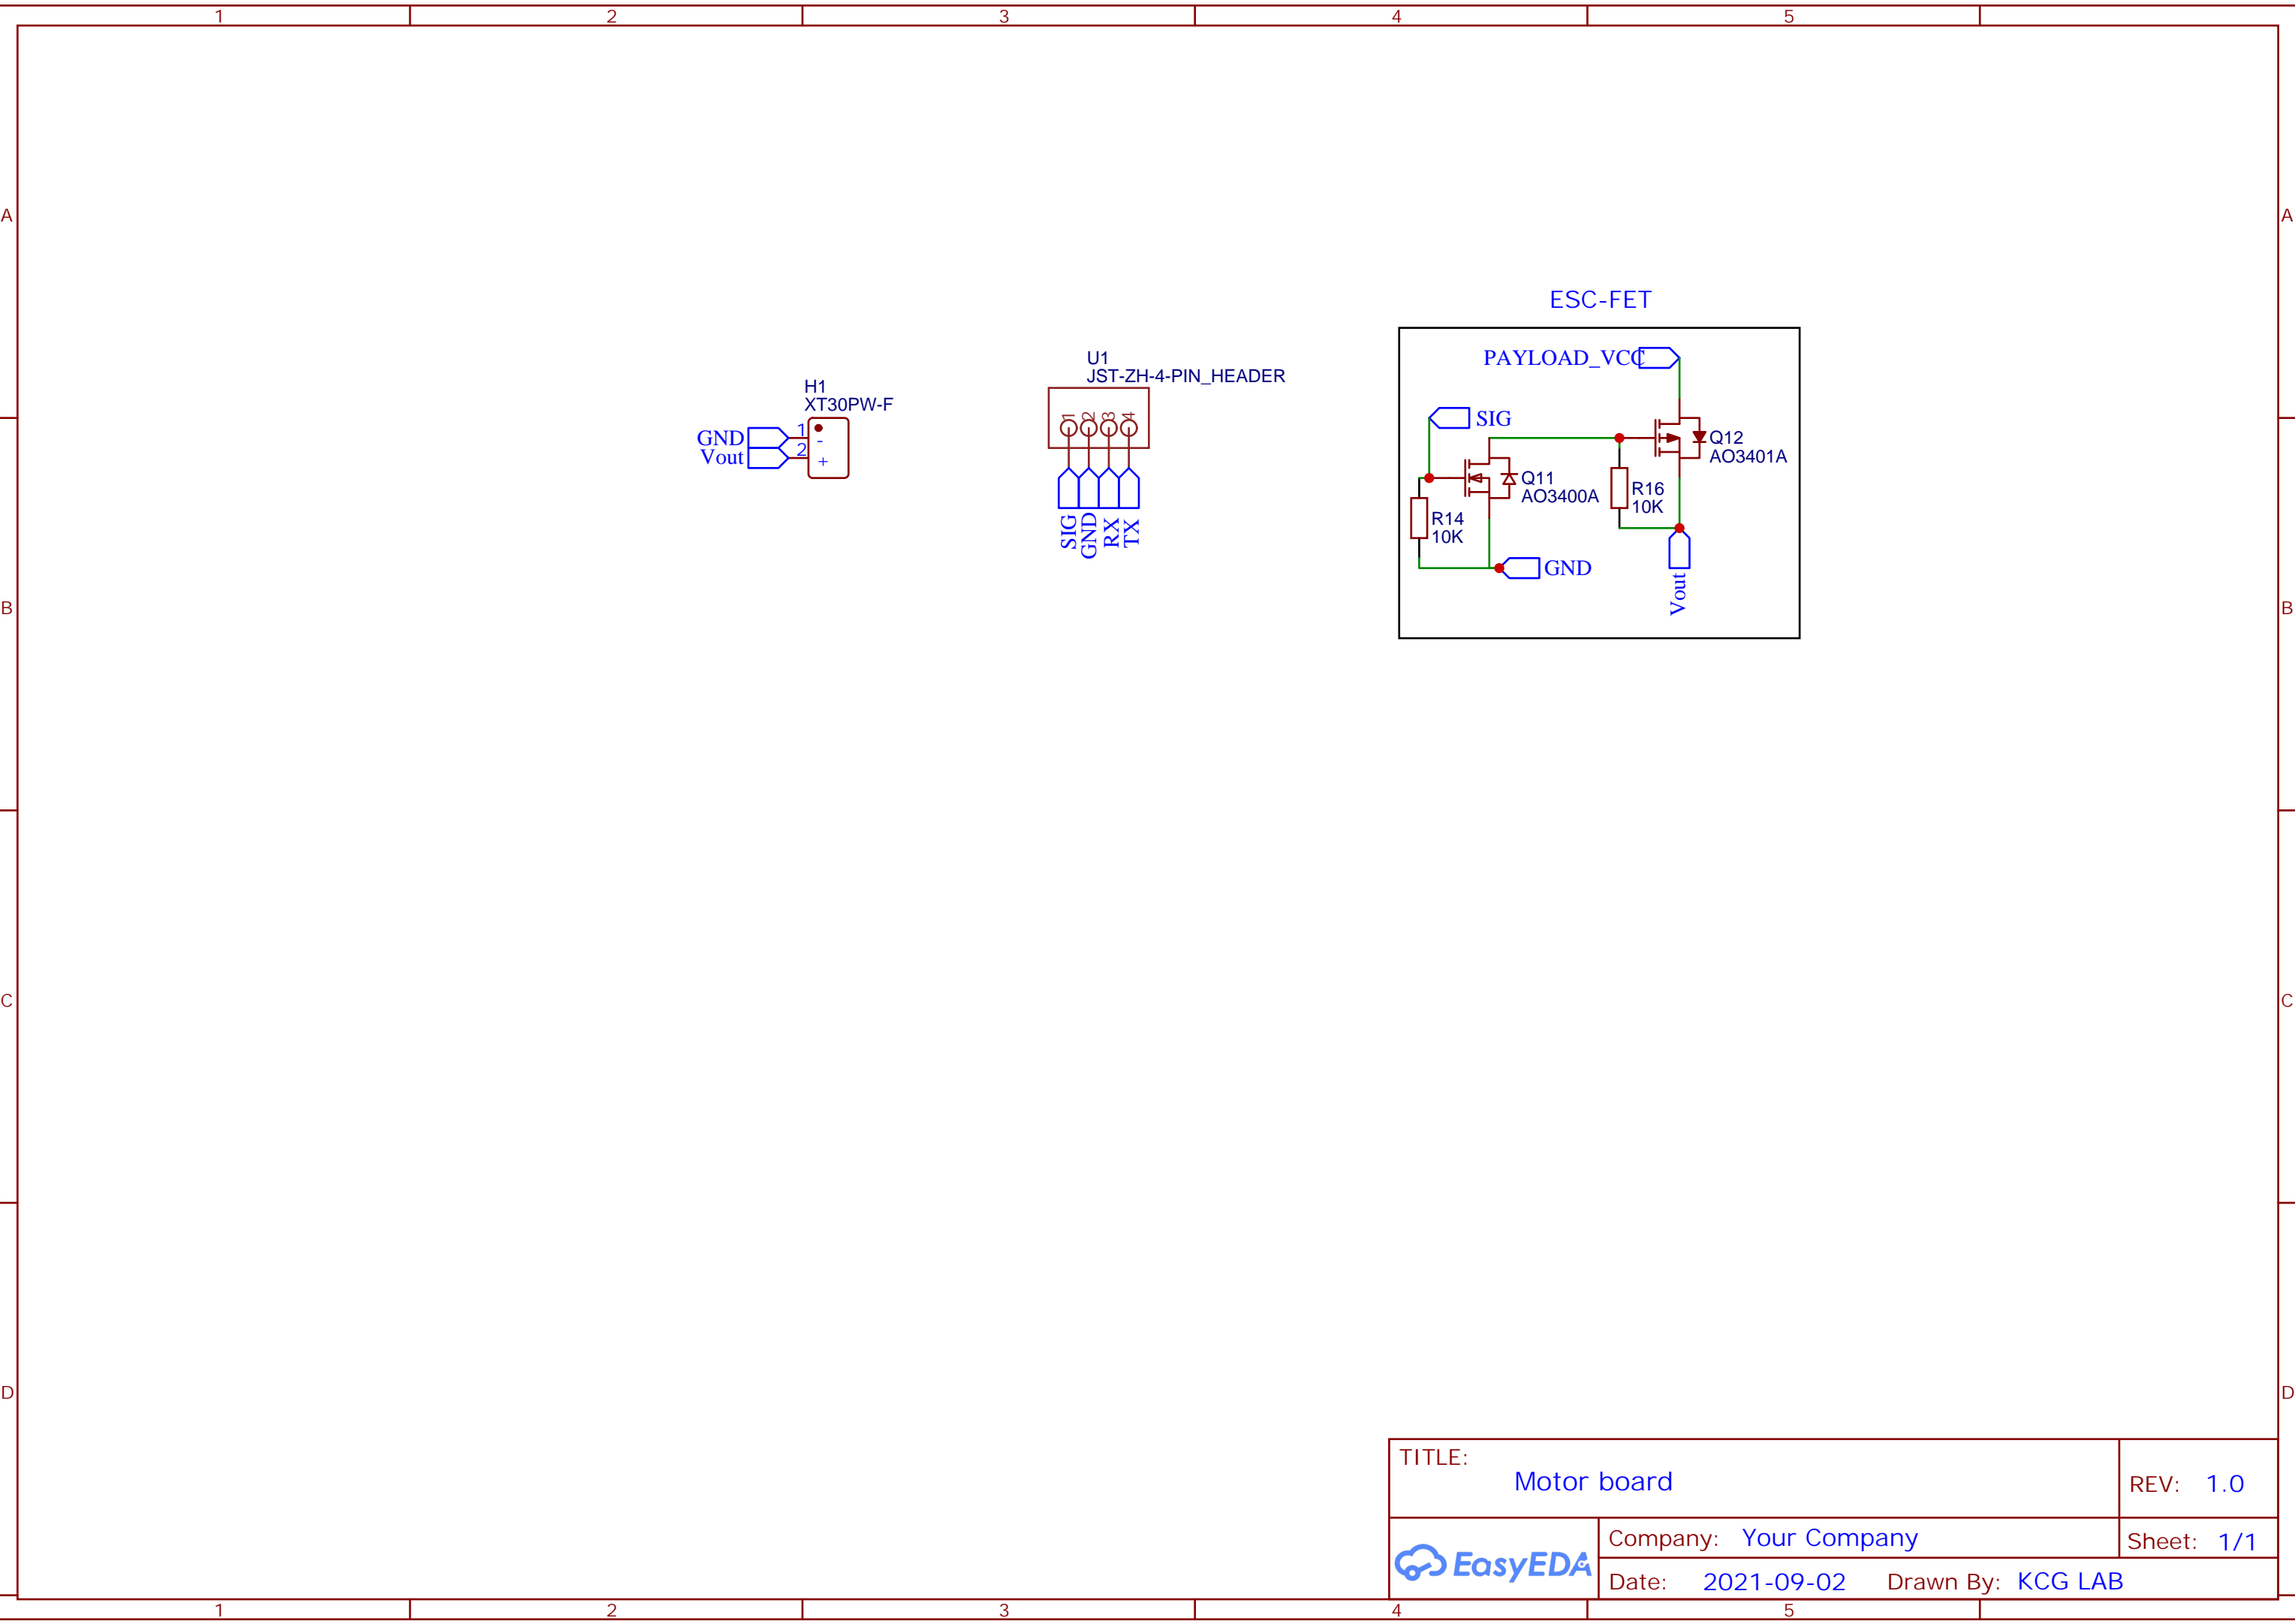 1 2 3 4 5
A A
ESC-FET
PAYLOAD_VCC
U1
JST-ZH-4-PIN_HEADER
H1
XT30PW-F
1 2 3 4
SIG
GND 1 -
Vout 2 +
Q12
AO3401A
Q11
AO3400A
R16
10K
R14
10K
SIG
GND
RX
TX
GND
Vout
B B
C C
D D
TITLE:
Motor board
REV: 1.0
EasyEDA
Company: Your Company
Sheet: 1/1
Date: 2021-09-02 Drawn By: KCG LAB
1 2 3 4 5